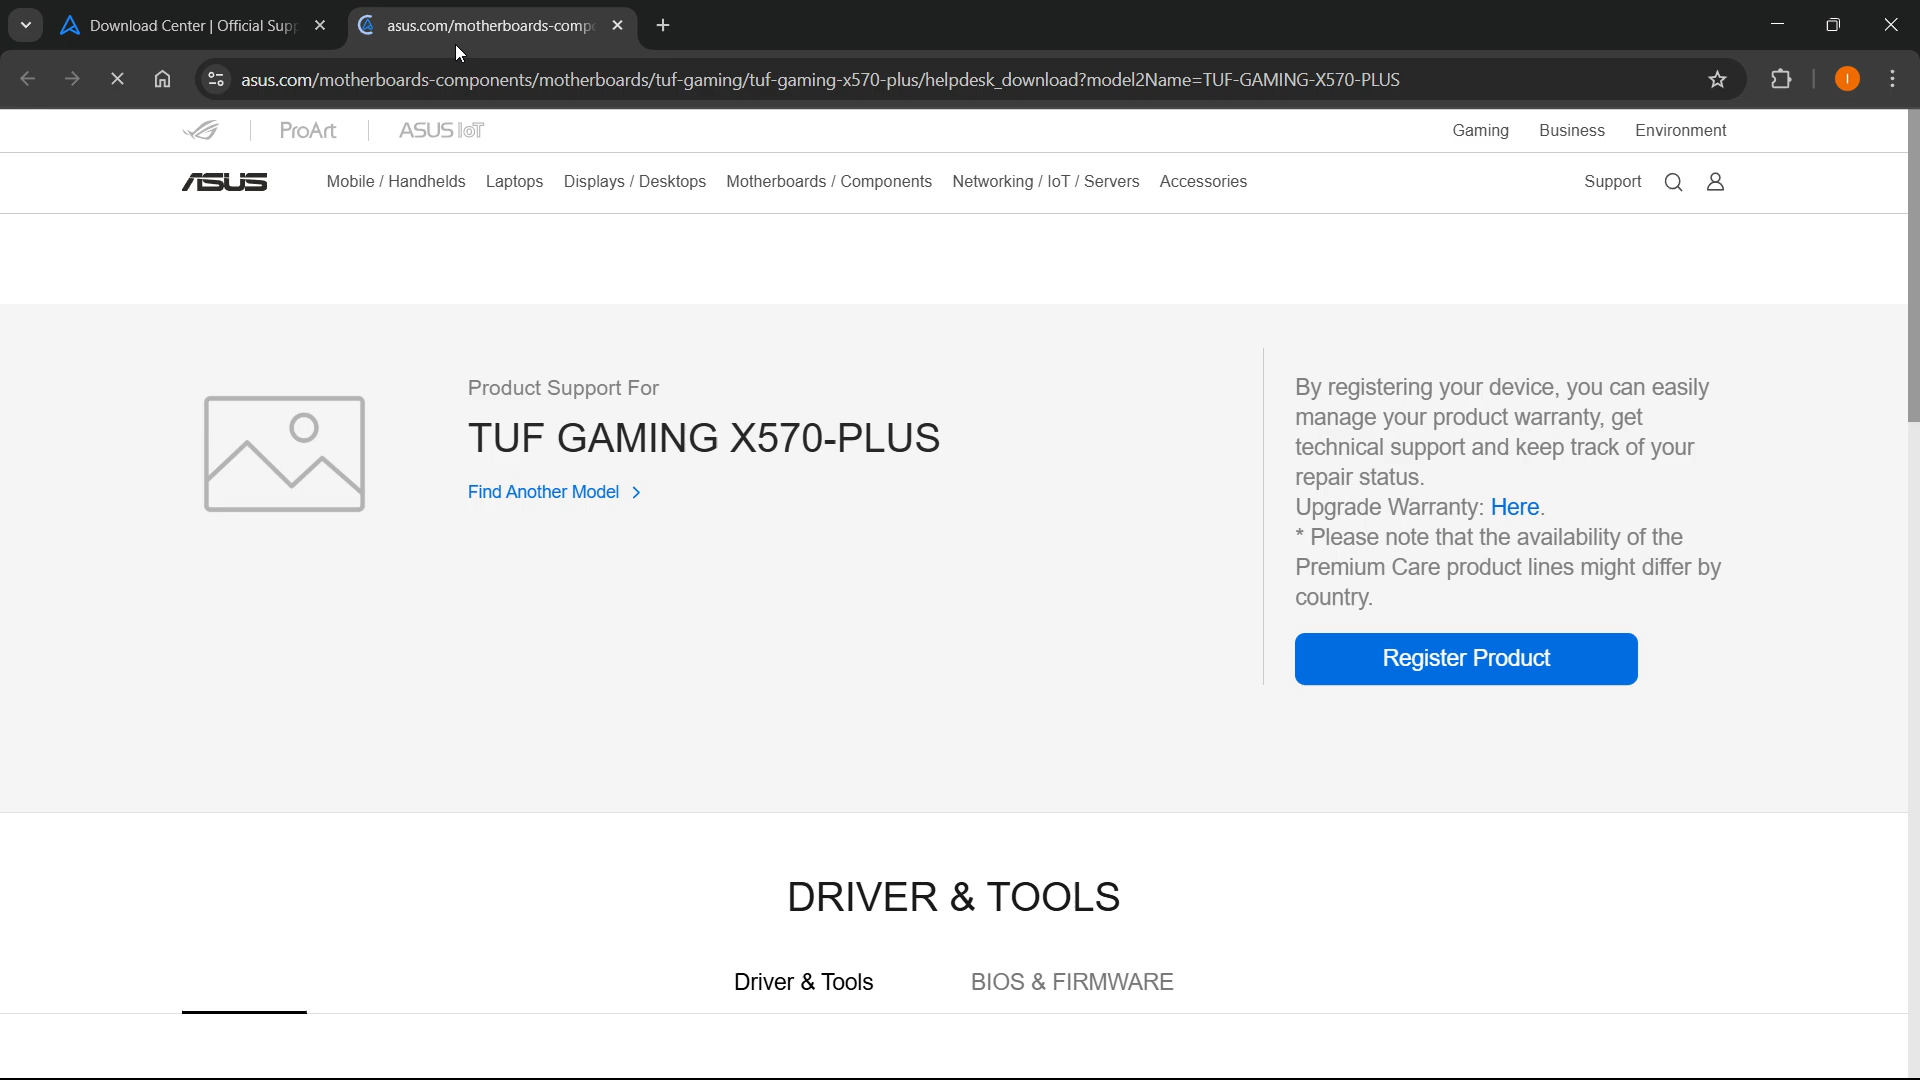 Download Center | Official Supp
asus.com/motherboards-compo
asus.com/motherboards-components/motherboards/tuf-gaming/tuf-gaming-x570-plus/helpdesk_download?model2Name=TUF-GAMING-X570-PLUS
I
ProArt
ASUS IoT
Gaming
Business
Environment
ASUS
Mobile / Handhelds
Laptops
Displays / Desktops
Motherboards / Components
Networking / IoT / Servers
Accessories
Support
Product Support For
TUF GAMING X570-PLUS
Find Another Model
By registering your device, you can easily
manage your product warranty, get
technical support and keep track of your
repair status.
Upgrade Warranty: Here.
* Please note that the availability of the
Premium Care product lines might differ by
country.
Register Product
DRIVER & TOOLS
Driver & Tools
BIOS & FIRMWARE